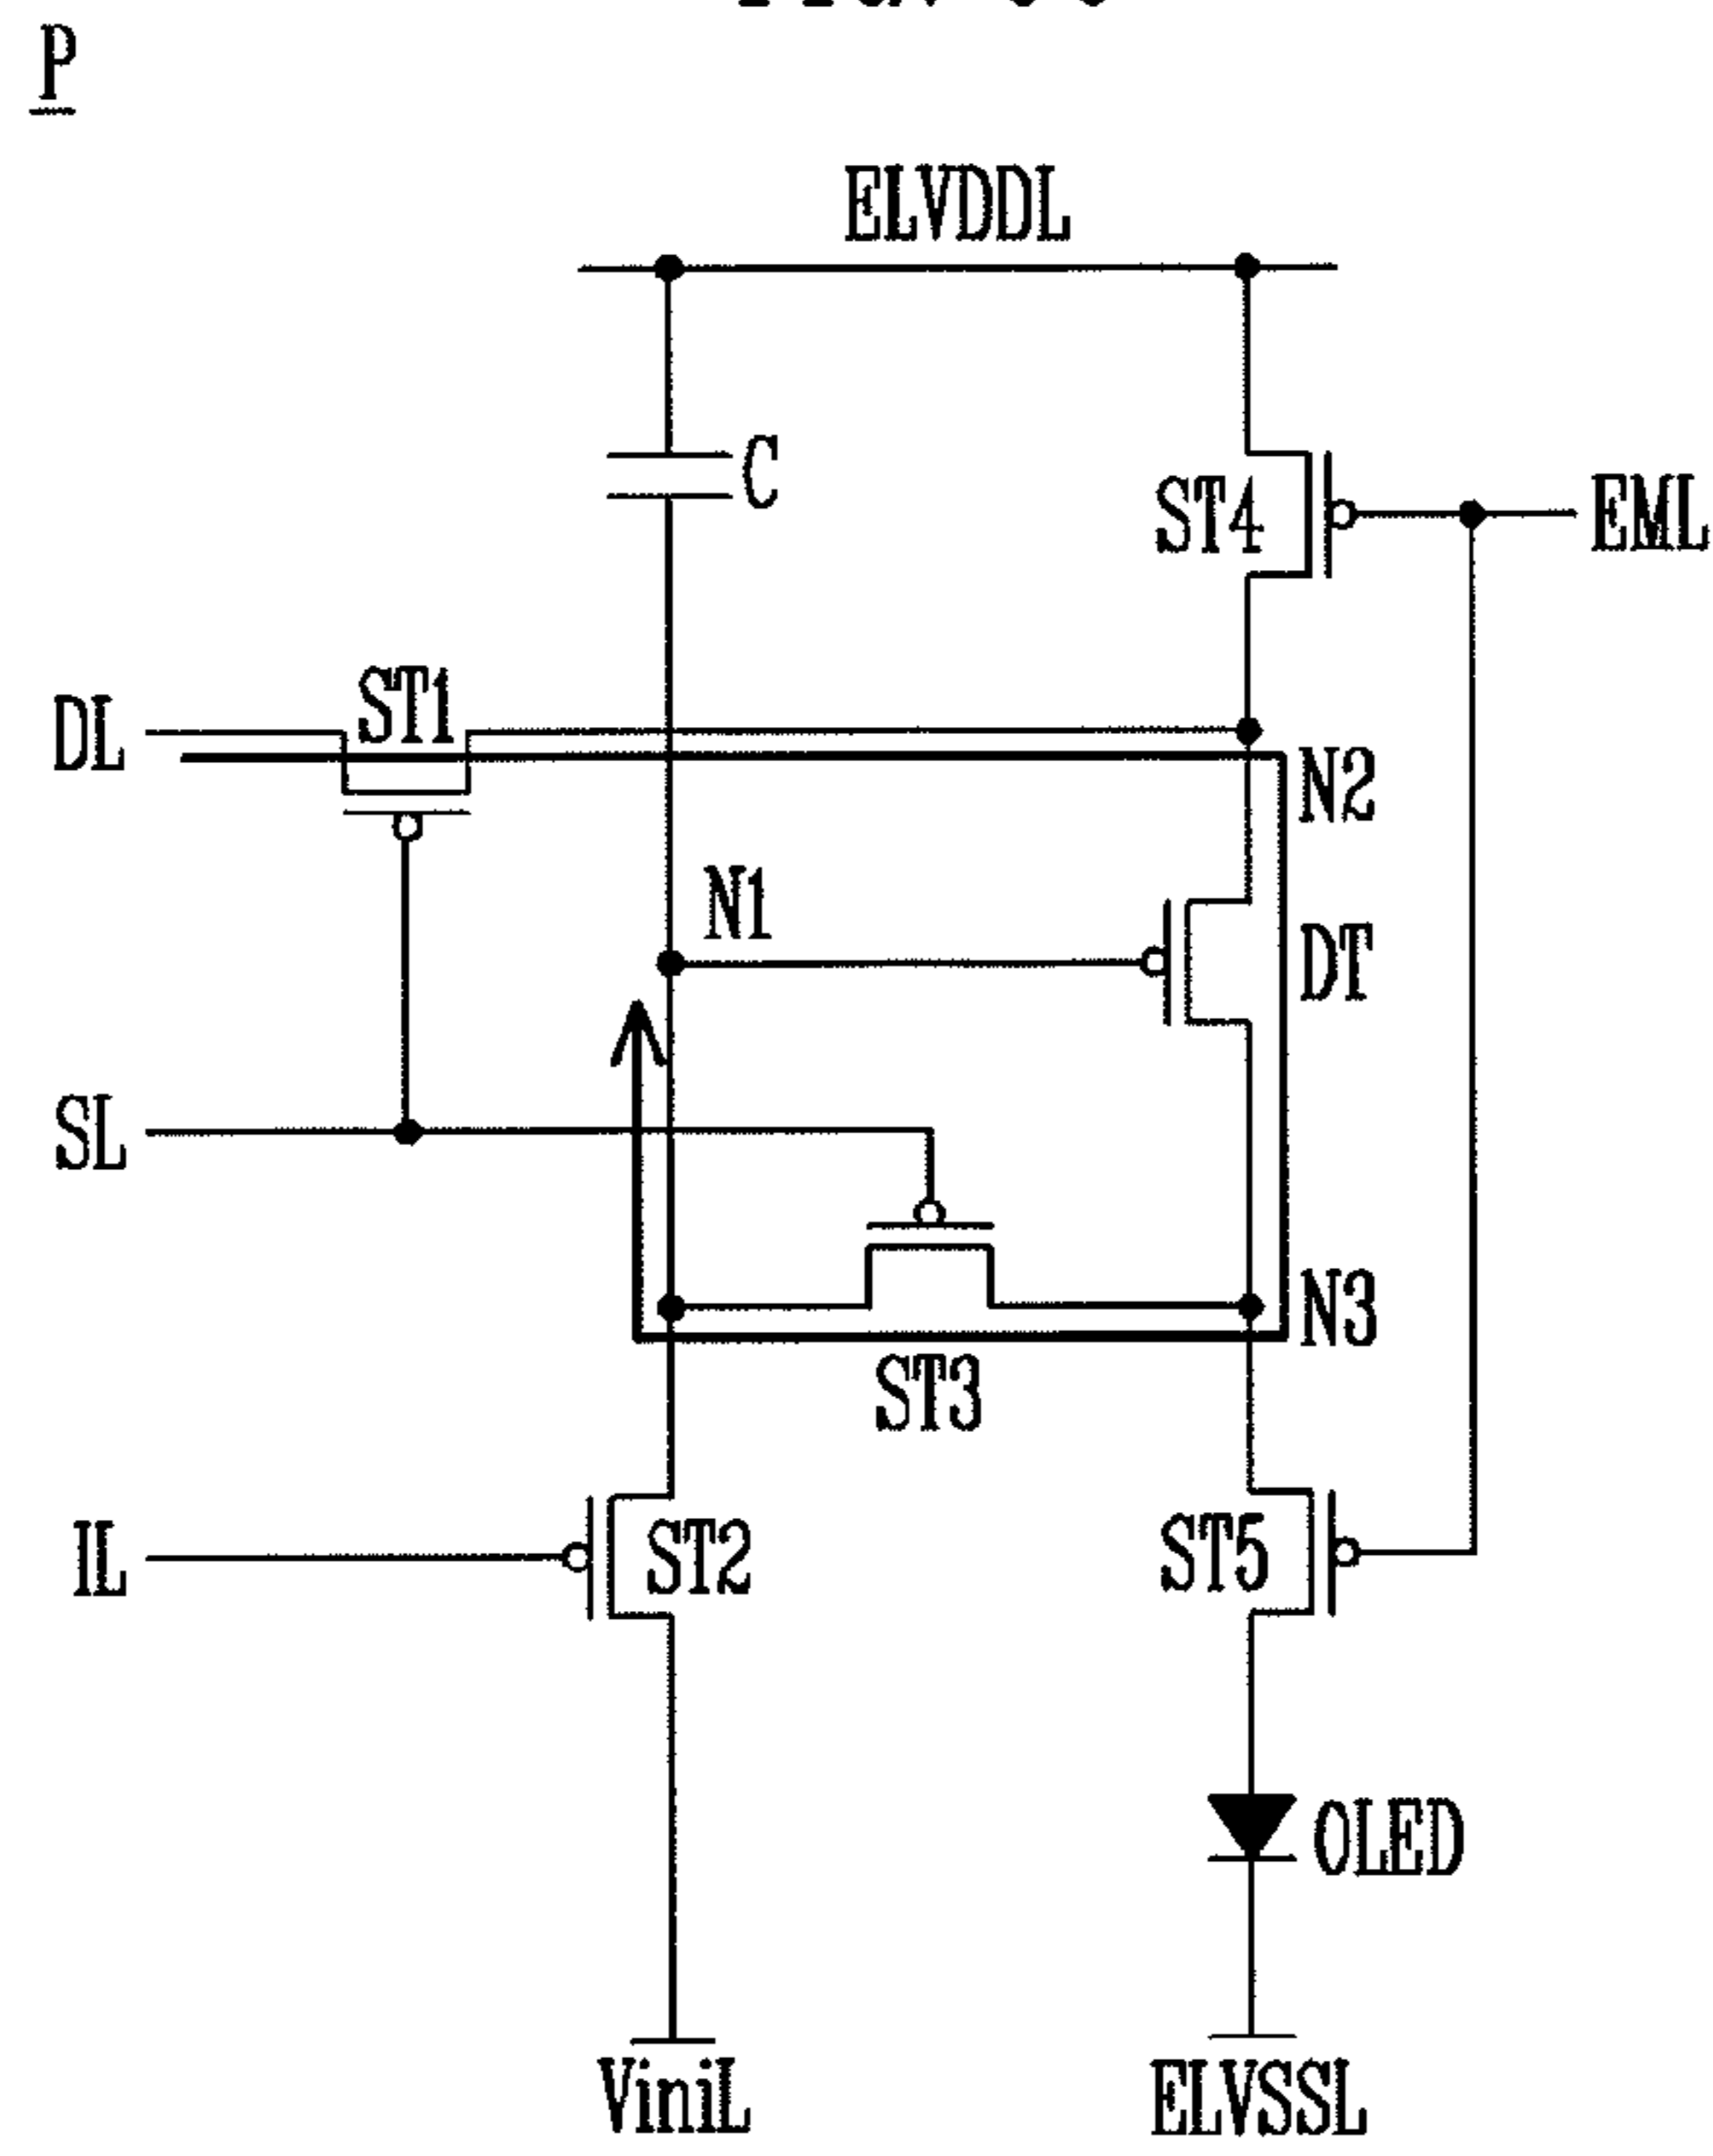 P
ELVDDL
C
ST4
EML
DL
ST1
N2
N1
DT
SL
N3
ST3
IL
ST2
ST5
OLED
ViniL
ELVSSL